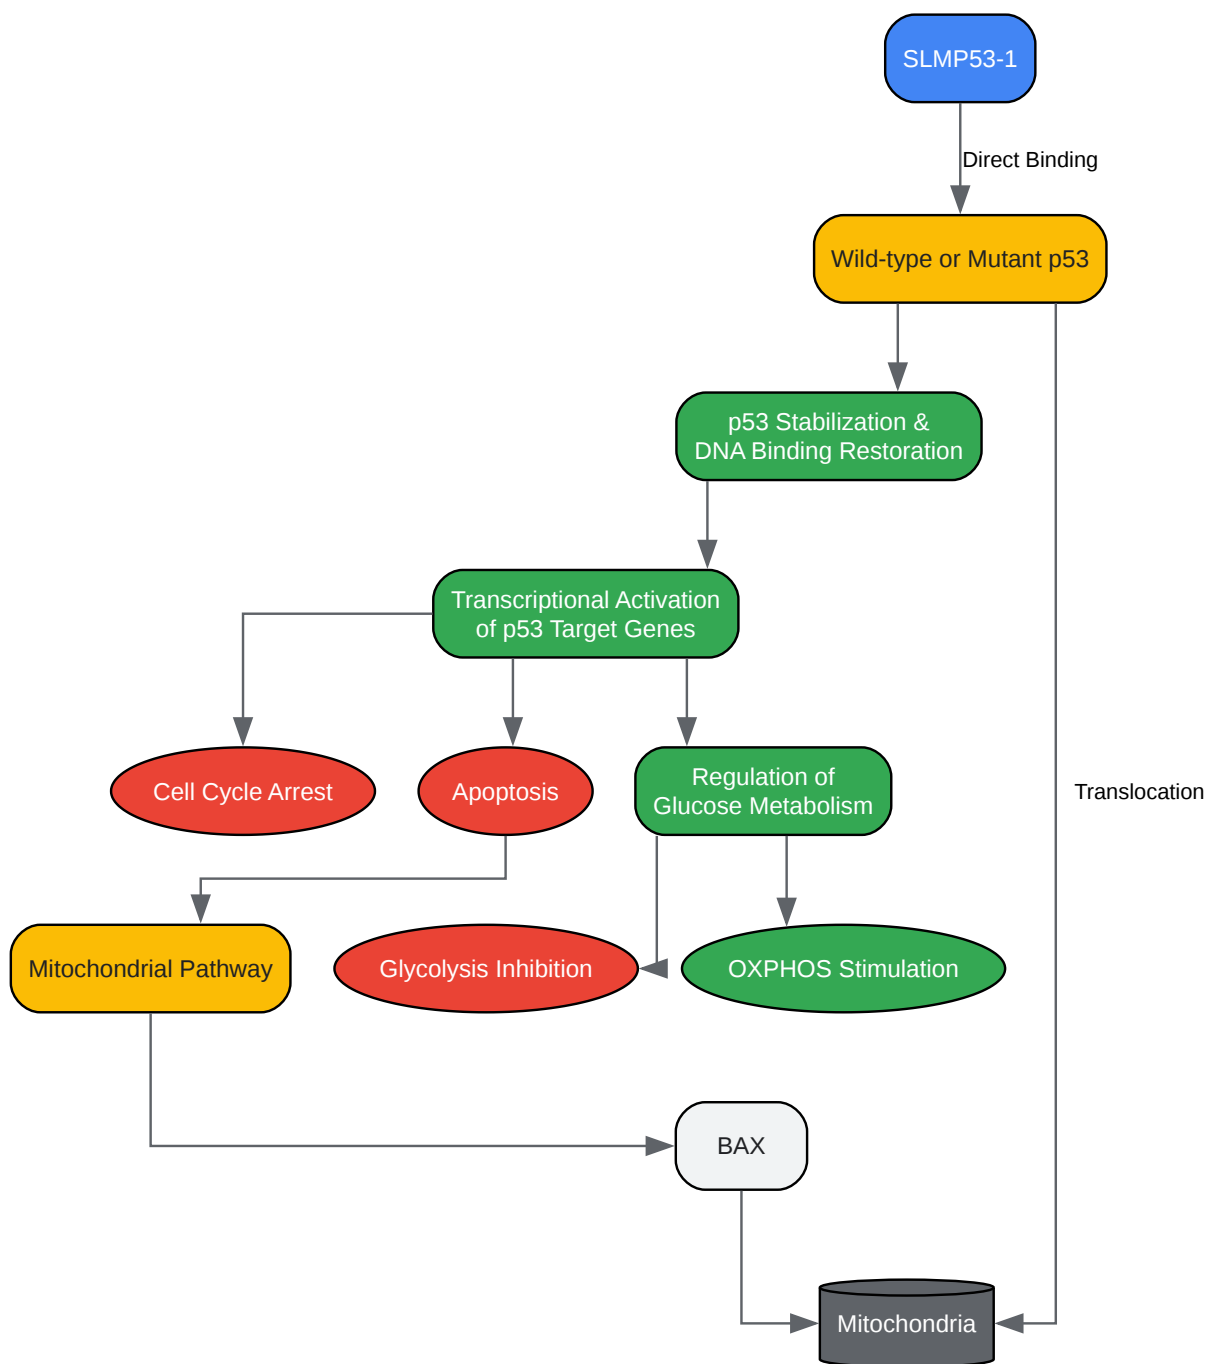 SLMP53-1
Direct Binding
Wild-type or Mutant p53
p53 Stabilization &
DNA Binding Restoration
Transcriptional Activation
of p53 Target Genes
Cell Cycle Arrest
Apoptosis
Regulation of
Glucose Metabolism
Translocation
Mitochondrial Pathway
Glycolysis Inhibition
OXPHOS Stimulation
BAX
Mitochondria